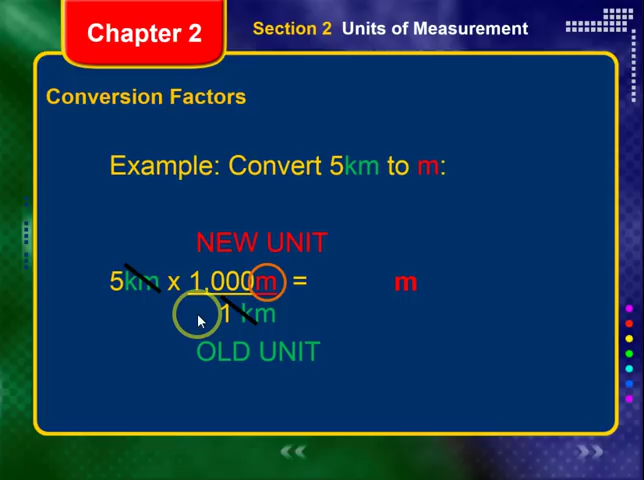 Chapter 2
Section 2 Units of Measurement
Conversion Factors
Example: Convert 5km to m:
NEW UNIT
5km x 1,000m = m
1 km
OLD UNIT